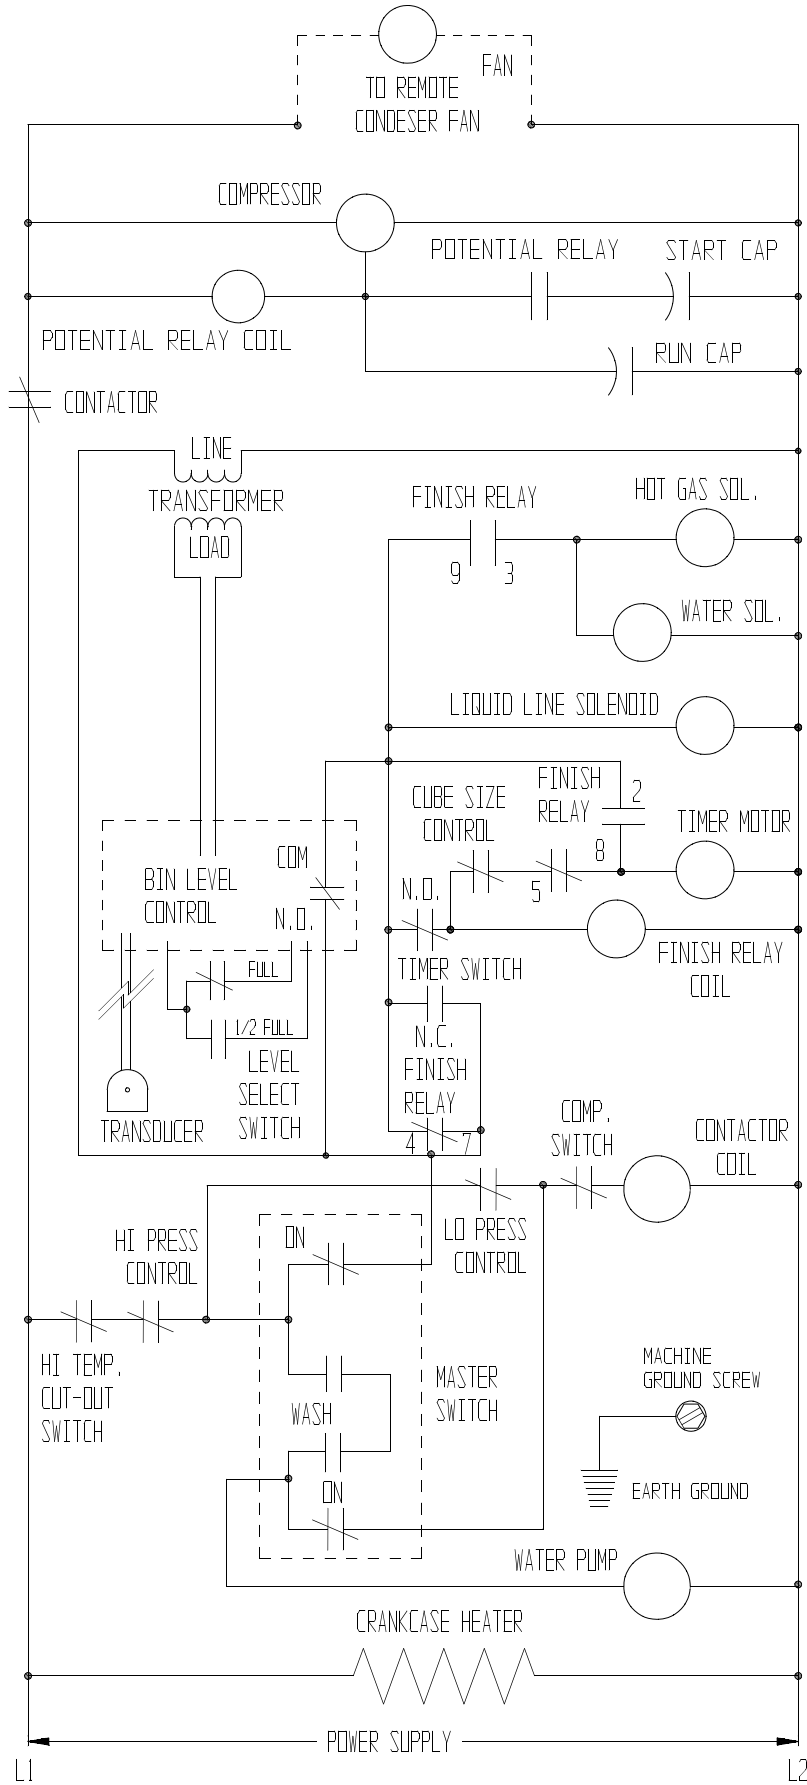 FAN
TO REMOTE
CONDESER FAN
COMPRESSOR
POTENTIAL RELAY
START CAP
POTENTIAL RELAY COIL
RUN CAP
CONTACTOR
LINE
TRANSFORMER
LOAD
FINISH RELAY
HOT GAS SOL.
9
3
WATER SOL.
LIQUID LINE SOLENOID
FINISH
RELAY
2
CUBE SIZE
CONTROL
TIMER MOTOR
COM
8
BIN LEVEL
CONTROL
N.O.
N.O.
5
TIMER SWITCH
FINISH RELAY
COIL
FULL
1/2 FULL
LEVEL
SELECT
SWITCH
N.C.
FINISH
RELAY
4
7
TRANSDUCER
COMP.
SWITCH
CONTACTOR
COIL
LO PRESS
CONTROL
HI PRESS
CONTROL
ON
HI TEMP.
CUT-OUT
SWITCH
WASH
MASTER
SWITCH
MACHINE
GROUND SCREW
ON
EARTH GROUND
WATER PUMP
CRANKCASE HEATER
POWER SUPPLY
L1
L2